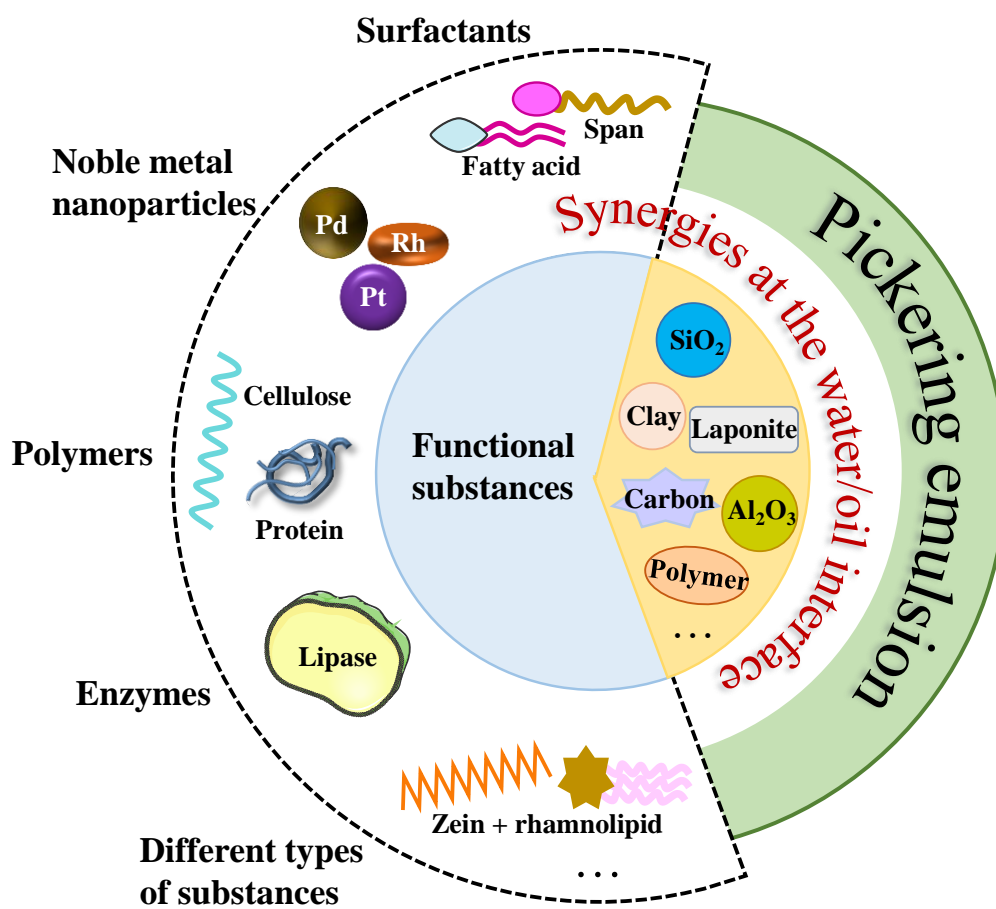 Surfactants
Span
Fatty acid
Noble metal
nanoparticles
Pd
Rh
Pt
Polymers
Cellulose
Protein
Enzymes
Lipase
Different types
of substances
Zein + rhamnolipid
...
Functional
substances
SiO₂
Clay
Laponite
Carbon
Al₂O₃
Polymer
...
Synergies at the water/oil interface
Pickering emulsion